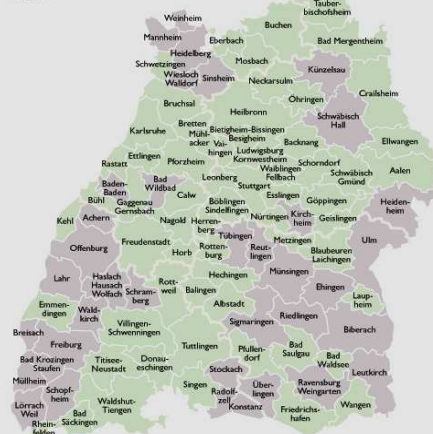 Tauber-
bischofsheim
Weinheim
Buchen
Mannheim
Eberbach
Bad Mergentheim
Heidelberg
Schwetzingen
Mosbach
Wiesloch
Walldorf
Sinsheim
Künzelsau
Neckarsulm
Öhringen
Crailsheim
Bruchsal
Heilbronn
Schwäbisch
Hall
Bretten
Karlsruhe
Mühl-
acker
Bietigheim-Bissingen
Besigheim
Vai-
hingen
Backnang
Ellwangen
Ludwigsburg
Kornwestheim
Ettlingen
Pforzheim
Waiblingen
Fellbach
Schorndorf
Rastatt
Schwäbisch
Gmünd
Aalen
Leonberg
Stuttgart
Baden-
Baden
Bad
Wildbad
Calw
Esslingen
Bühl
Gaggenau
Gernsbach
Böblingen
Sindelfingen
Göppingen
Heiden-
heim
Kehl
Achern
Nagold
Herren-
berg
Nürtingen
Kirch-
heim
Geislingen
Tübingen
Offenburg
Freudenstadt
Metzingen
Ulm
Horb
Rotten-
burg
Reut-
lingen
Blaubeuren
Laichingen
Lahr
Haslach
Hausach
Wolfach
Schram-
berg
Rott-
weil
Hechingen
Münsingen
Balingen
Ehingen
Emmen-
dingen
Albstadt
Laup-
heim
Wald-
kirch
Villingen-
Schwenningen
Sigmaringen
Riedlingen
Breisach
Biberach
Freiburg
Tuttlingen
Bad Krozingen
Staufen
Titisee-
Neustadt
Donau-
eschingen
Pfullen-
dorf
Bad
Saulgau
Bad
Waldsee
Stockach
Leutkirch
Müllheim
Schopf-
heim
Singen
Radolf-
zell
Über-
lingen
Ravensburg
Weingarten
Lörrach
Weil
Waldshut-
Tiengen
Konstanz
Wangen
Rhein-
felden
Bad
Säckingen
Friedrichs-
hafen